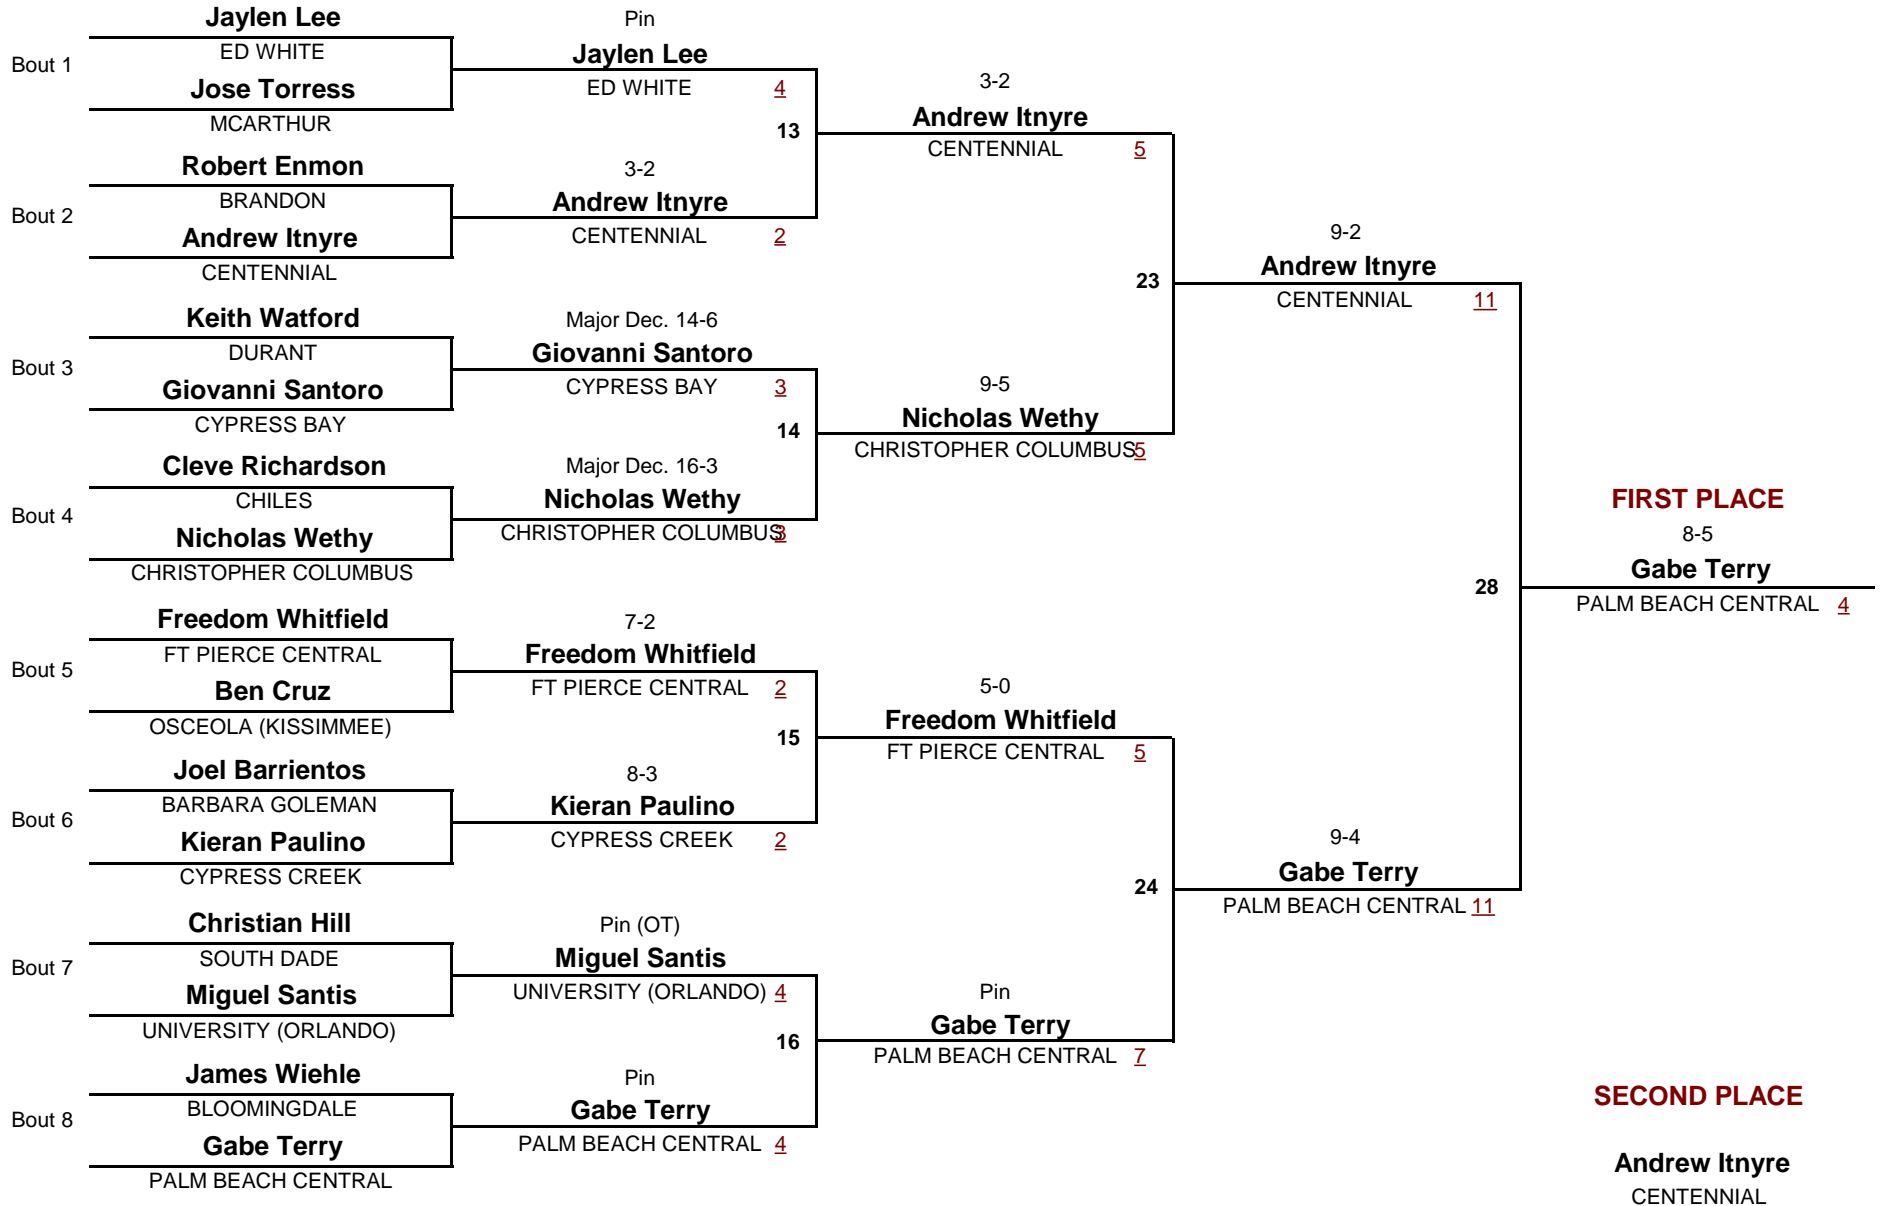 Jaylen Lee
Bout 1
ED WHITE
Jose Torress
MCARTHUR
Robert Enmon
Bout 2
BRANDON
Andrew Itnyre
CENTENNIAL
Keith Watford
Bout 3
DURANT
Giovanni Santoro
CYPRESS BAY
Cleve Richardson
Bout 4
CHILES
Nicholas Wethy
CHRISTOPHER COLUMBUS
Freedom Whitfield
Bout 5
FT PIERCE CENTRAL
Ben Cruz
OSCEOLA (KISSIMMEE)
Joel Barrientos
Bout 6
BARBARA GOLEMAN
Kieran Paulino
CYPRESS CREEK
Christian Hill
Bout 7
SOUTH DADE
Miguel Santis
UNIVERSITY (ORLANDO)
James Wiehle
Bout 8
BLOOMINGDALE
Gabe Terry
PALM BEACH CENTRAL
Pin
Jaylen Lee
ED WHITE 4
13
3-2
Andrew Itnyre
CENTENNIAL 2
Major Dec. 14-6
Giovanni Santoro
CYPRESS BAY 3
14
Major Dec. 16-3
Nicholas Wethy
CHRISTOPHER COLUMBUS 3
7-2
Freedom Whitfield
FT PIERCE CENTRAL 2
15
8-3
Kieran Paulino
CYPRESS CREEK 2
Pin (OT)
Miguel Santis
UNIVERSITY (ORLANDO) 4
16
Pin
Gabe Terry
PALM BEACH CENTRAL 4
3-2
Andrew Itnyre
CENTENNIAL 5
23
9-5
Nicholas Wethy
CHRISTOPHER COLUMBUS 5
5-0
Freedom Whitfield
FT PIERCE CENTRAL 5
24
Pin
Gabe Terry
PALM BEACH CENTRAL 7
9-2
Andrew Itnyre
CENTENNIAL 11
28
9-4
Gabe Terry
PALM BEACH CENTRAL 11
FIRST PLACE
8-5
Gabe Terry
PALM BEACH CENTRAL 4
SECOND PLACE
Andrew Itnyre
CENTENNIAL